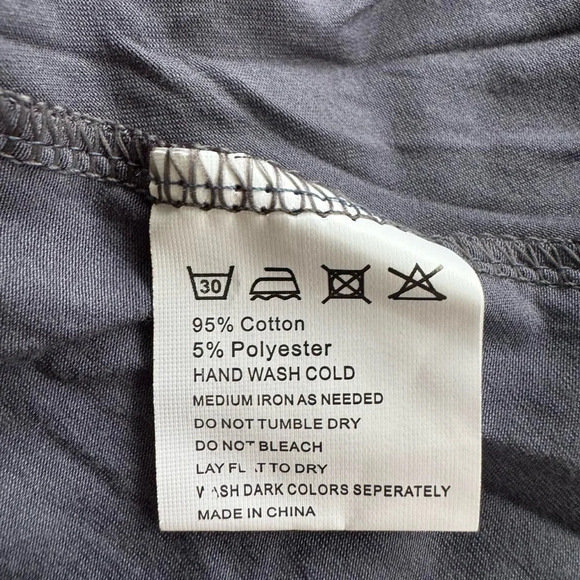 30
95% Cotton
5% Polyester
HAND WASH COLD
MEDIUM IRON AS NEEDED
DO NOT TUMBLE DRY
DO NOT BLEACH
LAY FLAT TO DRY
WASH DARK COLORS SEPERATELY
MADE IN CHINA